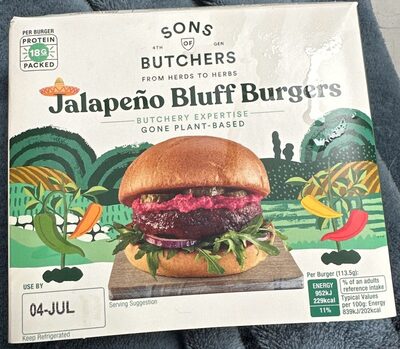 PER BURGER
PROTEIN
18g
PACKED
SONS
4TH OF GEN
BUTCHERS
FROM HERDS TO HERBS
Jalapeño Bluff Burgers
BUTCHERY EXPERTISE
GONE PLANT-BASED
USE BY
04-JUL
Keep Refrigerated
Serving Suggestion
Per Burger (113.5g):
ENERGY
952kJ
229kcal
11%
% of an adults
reference intake
Typical Values
per 100g: Energy
839kJ/202kcal